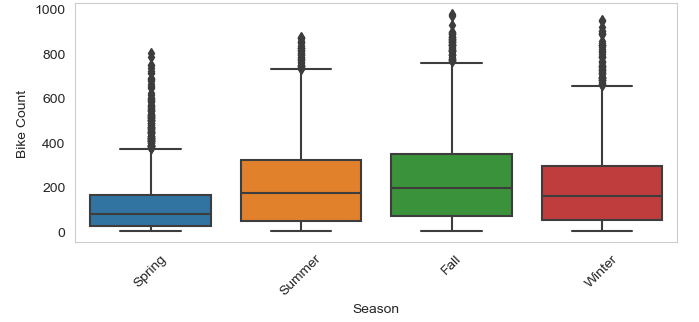 1000
800
600
400
200
0
Bike Count
Spring
Summer
Fall
Winter
Season